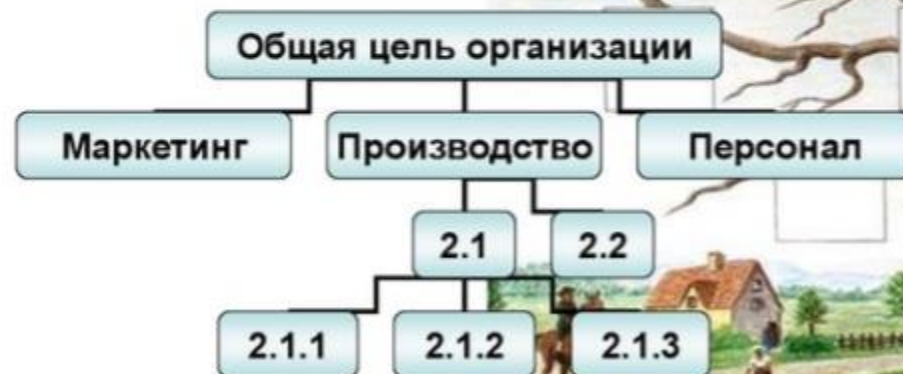 Общая цель организации
Маркетинг
Производство
Персонал
2.1
2.2
2.1.1
2.1.2
2.1.3